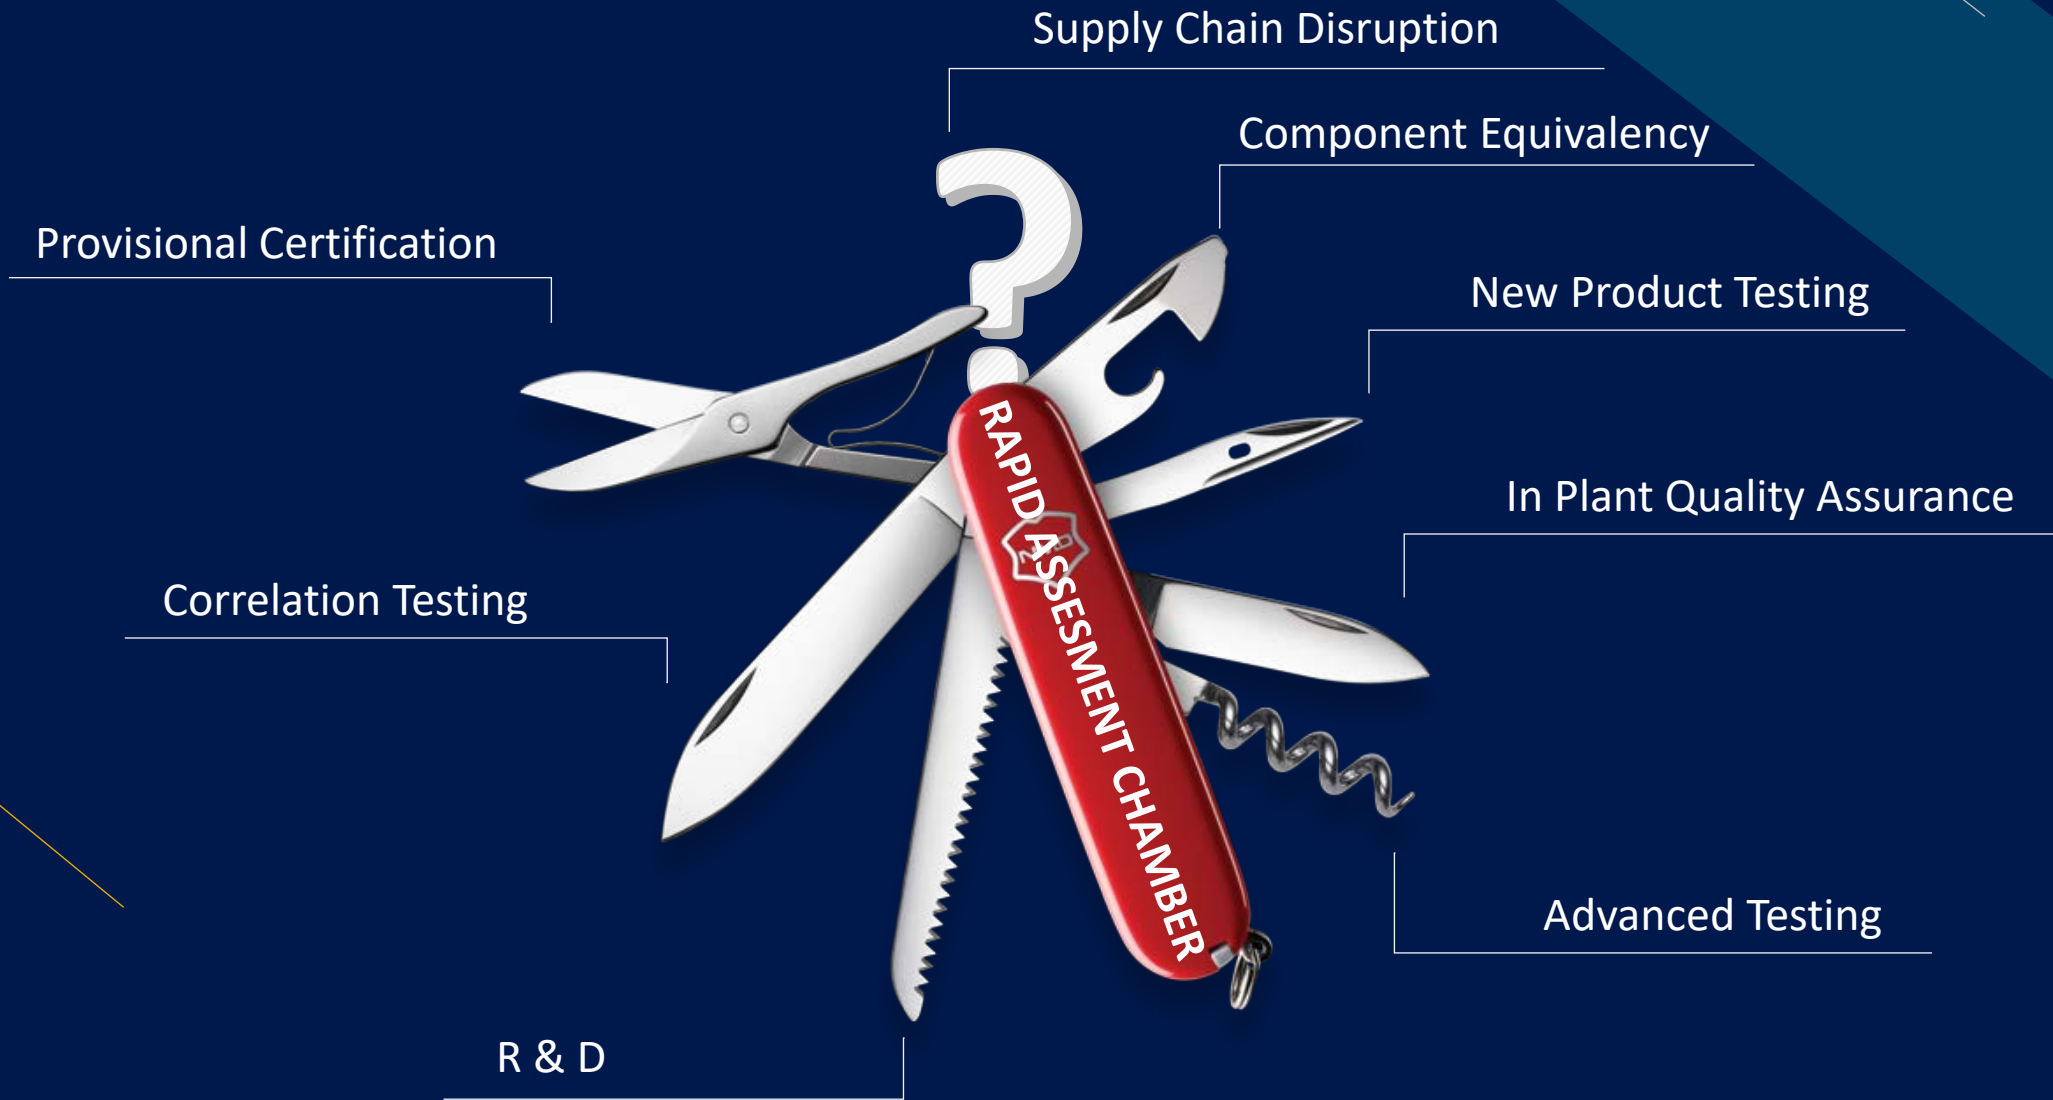 Supply Chain Disruption
Component Equivalency
Provisional Certification
New Product Testing
In Plant Quality Assurance
Correlation Testing
RAPID ASSESMENT CHAMBER
Advanced Testing
R & D